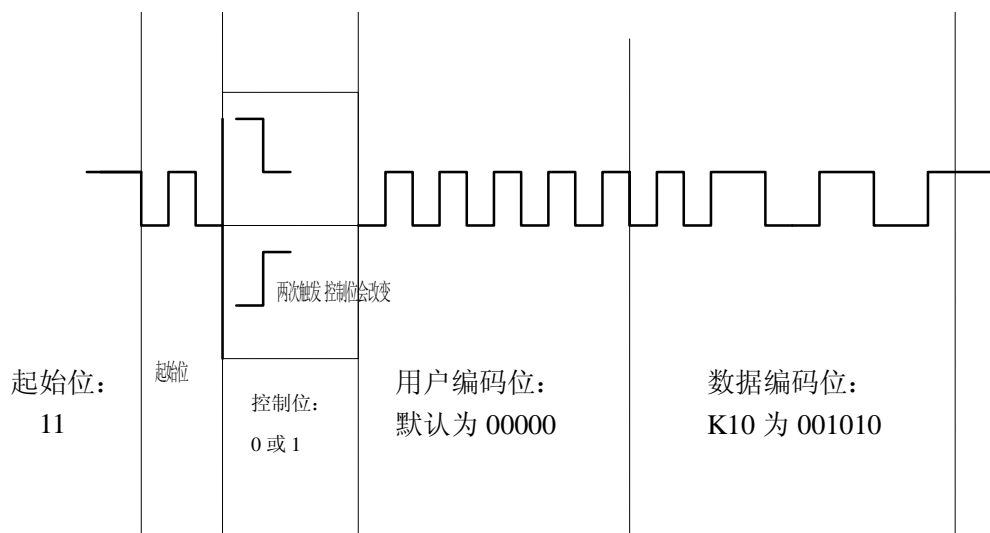 两次触发 控制位会改变
起始位：
11
起始位
控制位：
0 或 1
用户编码位：
默认为 00000
数据编码位：
K10 为 001010